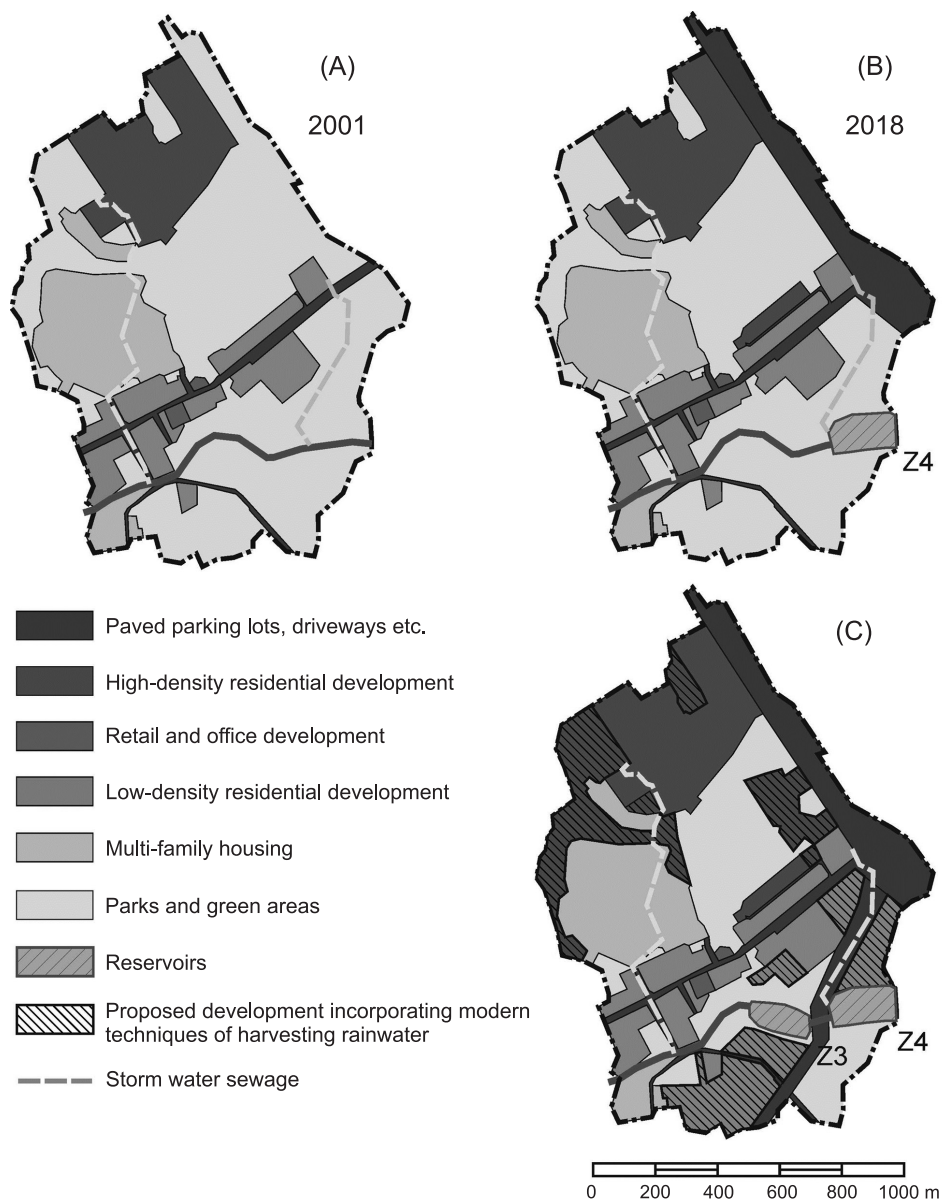 (A)
2001
(B)
2018
Z4
(C)
Z3
Z4
Paved parking lots, driveways etc.
High-density residential development
Retail and office development
Low-density residential development
Multi-family housing
Parks and green areas
Reservoirs
Proposed development incorporating modern
techniques of harvesting rainwater
Storm water sewage
0 200 400 600 800 1000 m